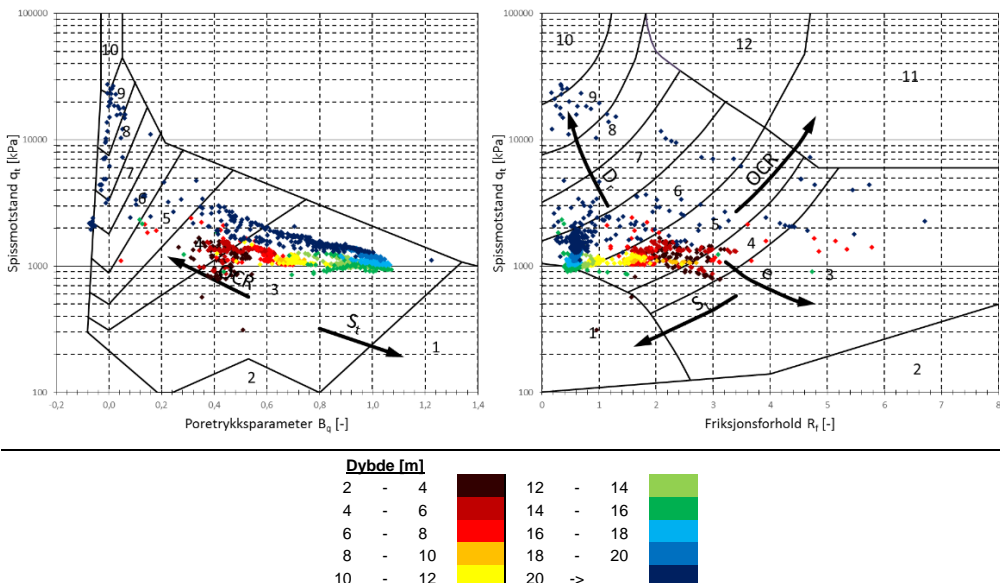 100000
10000
1000
100
Spissmotstand qt [kPa]
10
9
8
7
6
5
4
3
1
2
OCR
St
-0,2 0,0 0,2 0,4 0,6 0,8 1,0 1,2 1,4
Poretrykksparameter Bq [-]
100000
10000
1000
100
Spissmotstand qt [kPa]
10
12
11
9
8
7
6
5
4
3
1
2
Dr
OCR
e
St
0 1 2 3 4 5 6 7 8
Friksjonsforhold Rf [-]
Dybde [m]
2 - 4 12 - 14
4 - 6 14 - 16
6 - 8 16 - 18
8 - 10 18 - 20
10 - 12 20 ->